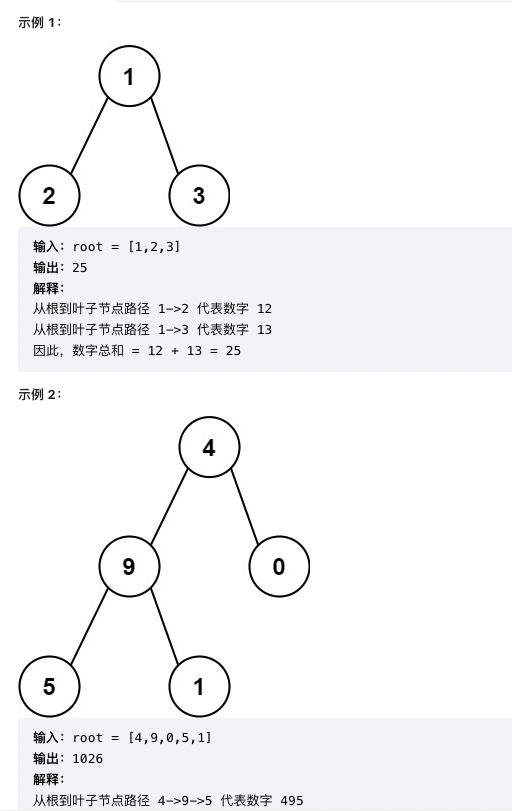 示例 1：
1
2
3
输入：root = [1,2,3]
输出：25
解释：
从根到叶子节点路径 1->2 代表数字 12
从根到叶子节点路径 1->3 代表数字 13
因此，数字总和 = 12 + 13 = 25
示例 2：
4
9
0
5
1
输入：root = [4,9,0,5,1]
输出：1026
解释：
从根到叶子节点路径 4->9->5 代表数字 495